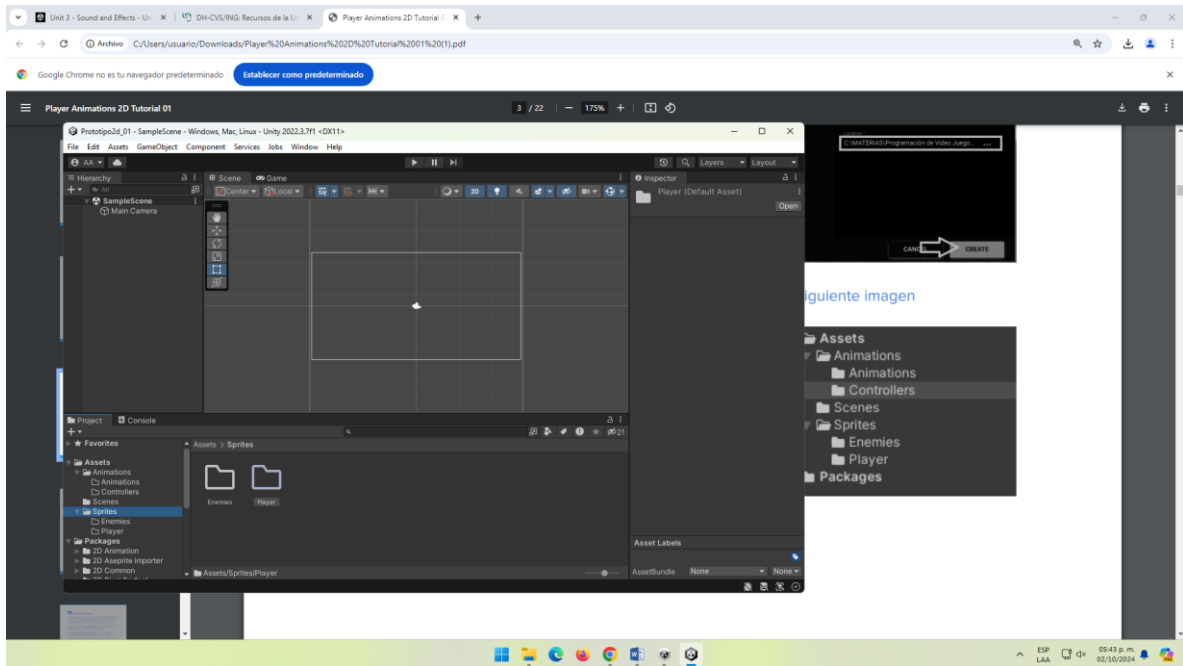 Unit 3 - Sound and Effects - Un
DH-CVS/ING: Recursos de la U
Player Animations 2D Tutorial
Archivo C:/Users/usuario/Downloads/Player%20Animations%202D%20Tutorial%2001%20(1).pdf
Google Chrome no es tu navegador predeterminado
Establecer como predeterminado
Player Animations 2D Tutorial 01
3 / 22
175%
Prototipo2d_01 - SampleScene - Windows, Mac, Linux - Unity 2022.3.7f1 <DX11>
File Edit Assets GameObject Component Services Jobs Window Help
AA
Layers
Layout
Hierarchy
All
SampleScene
Main Camera
Scene
Game
Center
Local
2D
Inspector
Player (Default Asset)
Open
C:\MATERIAS\Programación de Video Juego...
CREATE
iguiente imagen
Assets
Animations
Animations
Controllers
Scenes
Sprites
Enemies
Player
Packages
Project
Console
21
Favorites
Assets
Animations
Animations
Controllers
Scenes
Sprites
Enemies
Player
Packages
2D Animation
2D Aseprite Importer
2D Common
Assets > Sprites
Enemies
Player
Assets/Sprites/Player
Asset Labels
AssetBundle None None
ESP
LAA
05:43 p. m.
02/10/2024